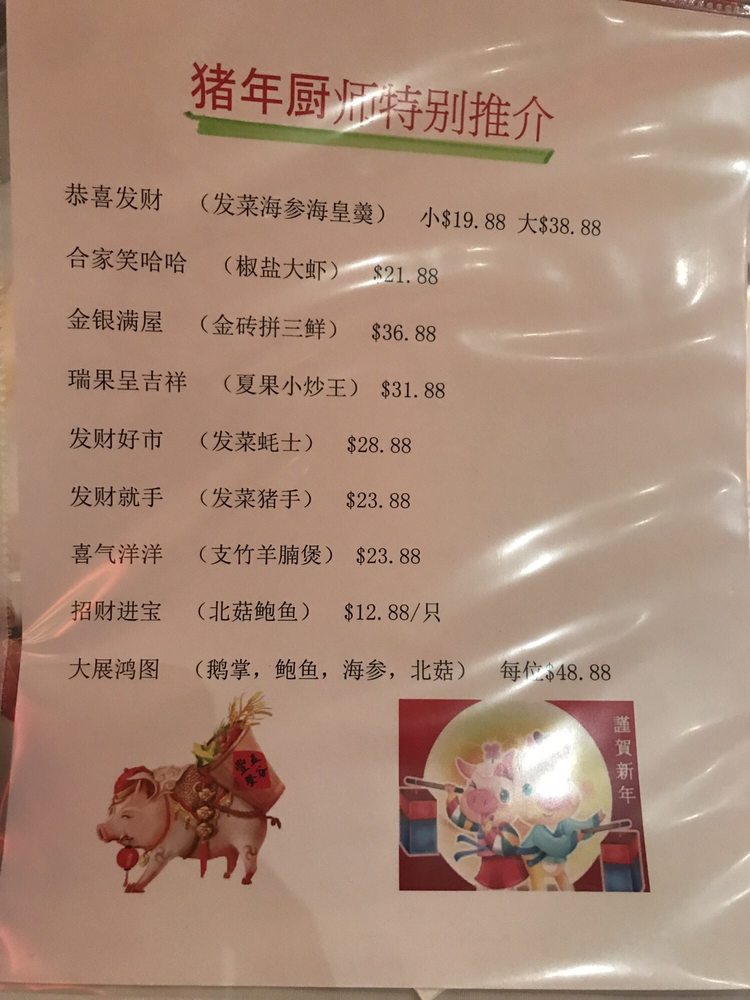 猪年厨师特别推介
恭喜发财 （发菜海参海皇羹） 小$19.88 大$38.88
合家笑哈哈 （椒盐大虾） $21.88
金银满屋 （金砖拼三鲜） $36.88
瑞果呈吉祥 （夏果小炒王） $31.88
发财好市 （发菜蚝士） $28.88
发财就手 （发菜猪手） $23.88
喜气洋洋 （支竹羊腩煲） $23.88
招财进宝 （北菇鲍鱼） $12.88/只
大展鸿图 （鹅掌，鲍鱼，海参，北菇） 每位$48.88
謹賀新年